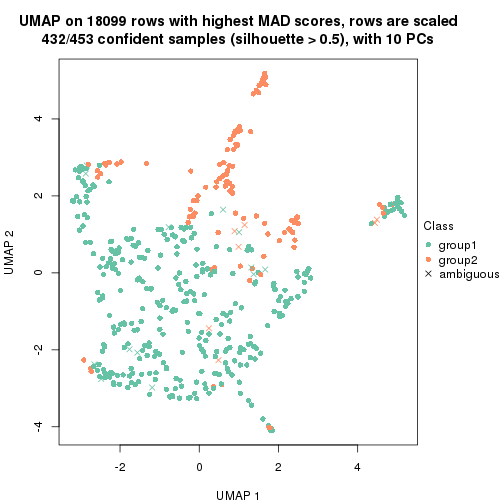 UMAP on 18099 rows with highest MAD scores, rows are scaled
432/453 confident samples (silhouette > 0.5), with 10 PCs
4
2
0
-2
-4
UMAP 2
-2
0
2
4
UMAP 1
Class
group1
group2
ambiguous